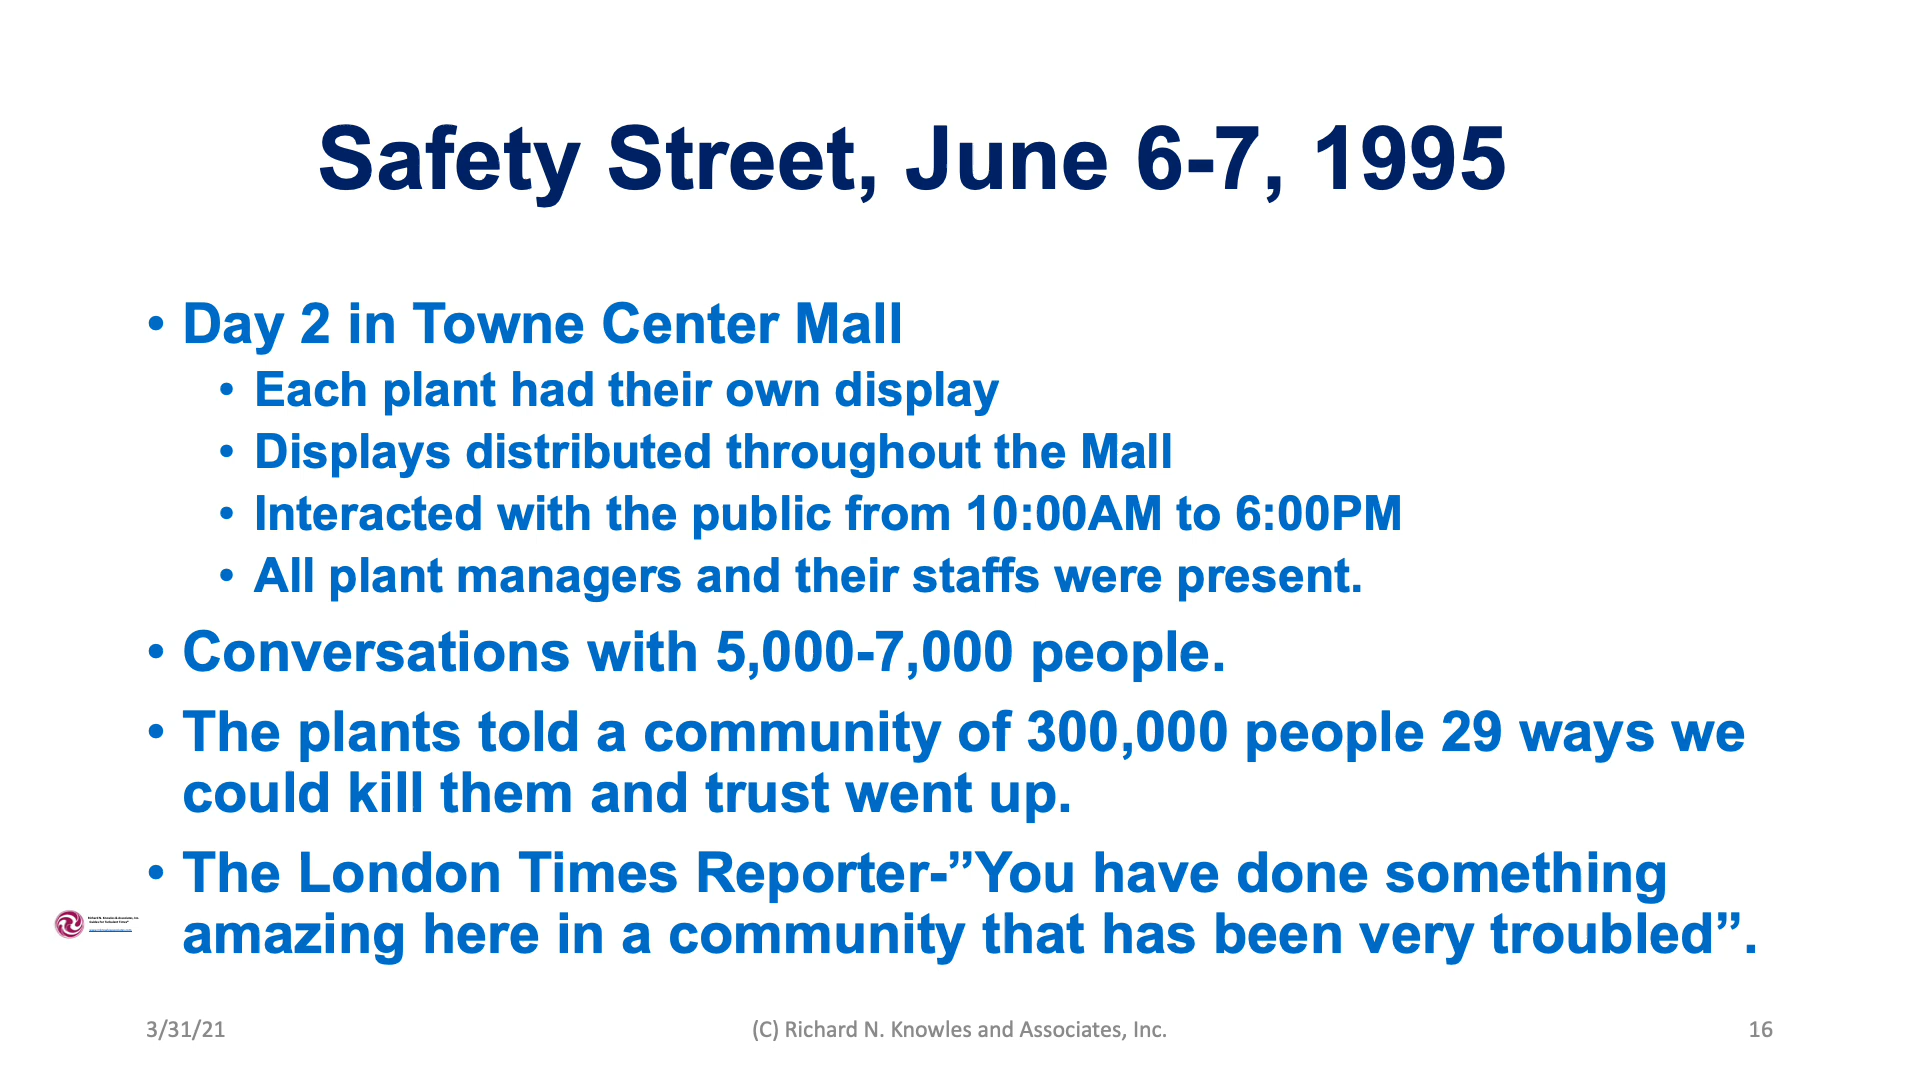 Safety Street, June 6-7, 1995
• Day 2 in Towne Center Mall
• Each plant had their own display
• Displays distributed throughout the Mall
• Interacted with the public from 10:00AM to 6:00PM
• All plant managers and their staffs were present.
• Conversations with 5,000-7,000 people.
• The plants told a community of 300,000 people 29 ways we
could kill them and trust went up.
• The London Times Reporter-”You have done something
amazing here in a community that has been very troubled”.
Richard N. Knowles & Associates, Inc.
3/31/21
(C) Richard N. Knowles and Associates, Inc.
16